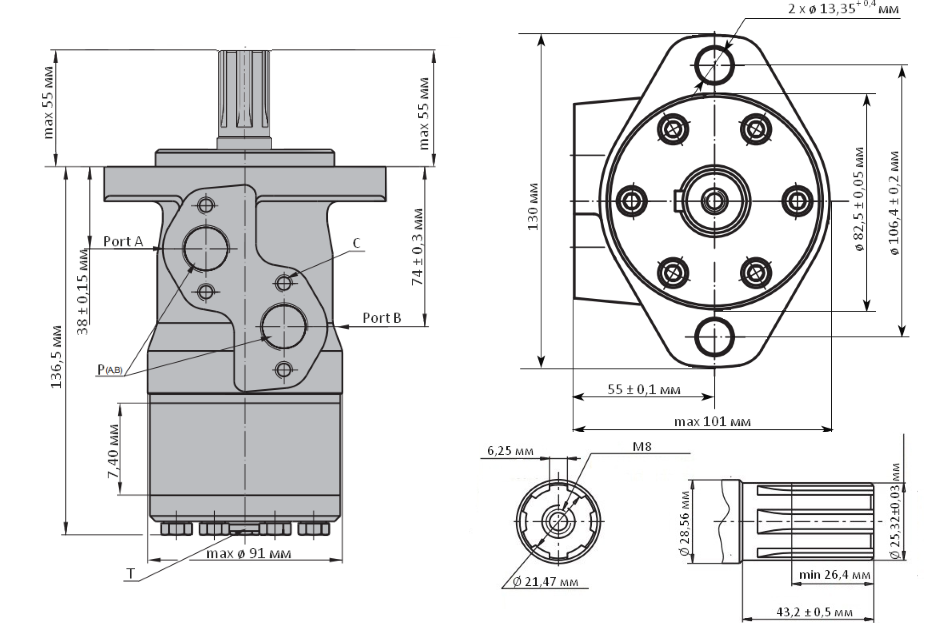 2 x ø 13,35⁺ ⁰·⁴ мм
max 55 мм
max 55 мм
Port A
C
38 ± 0,15 мм
74 ± 0,3 мм
Port B
136,5 мм
P(A,B)
7,40 мм
max ø 91 мм
T
130 мм
ø 82,5 ± 0,05 мм
ø 106,4 ± 0,2 мм
55 ± 0,1 мм
max 101 мм
6,25 мм
M8
Ø 21,47 мм
Ø 28,56 мм
Ø 25,32±0,03 мм
min 26,4 мм
43,2 ± 0,5 мм